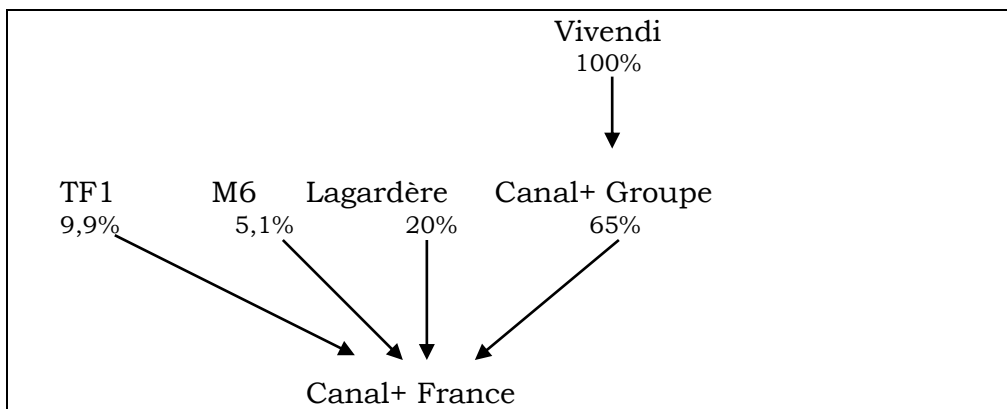 Vivendi
100%
TF1 M6 Lagardère Canal+ Groupe
9,9% 5,1% 20% 65%
Canal+ France